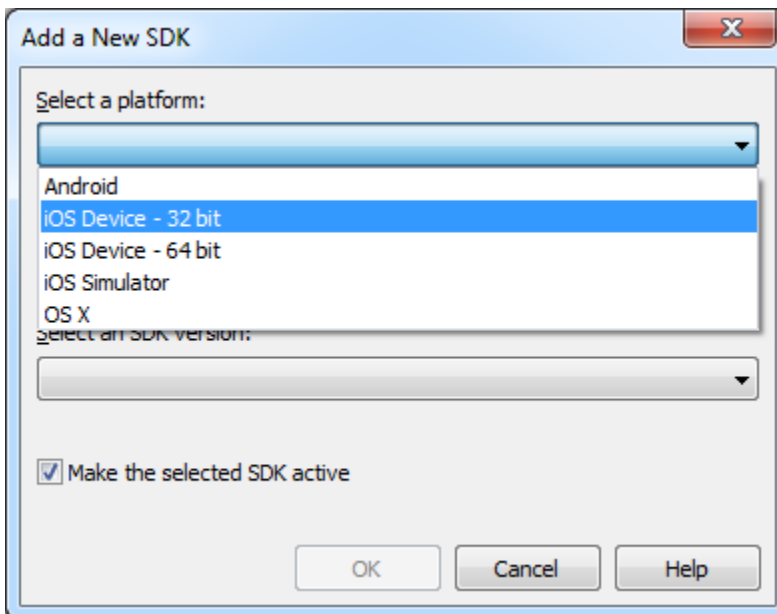 Add a New SDK
Select a platform:
Android
iOS Device - 32 bit
iOS Device - 64 bit
iOS Simulator
OS X
Select an SDK version:
Make the selected SDK active
OK Cancel Help